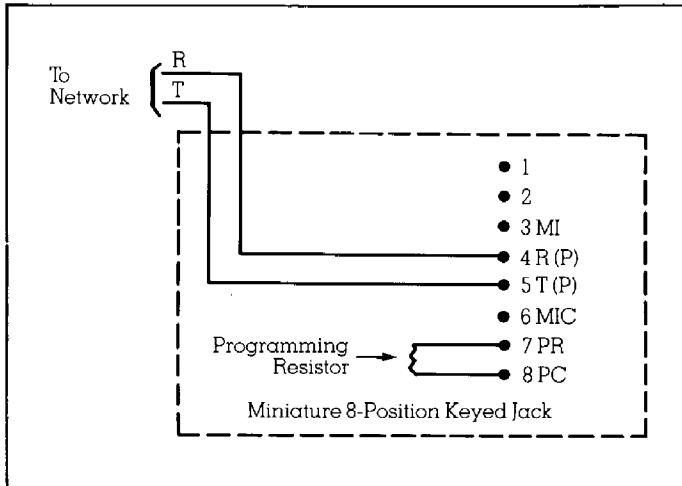 R
To
Network
T
1
2
3 MI
4 R (P)
5 T (P)
6 MIC
Programming
Resistor
7 PR
8 PC
Miniature 8-Position Keyed Jack